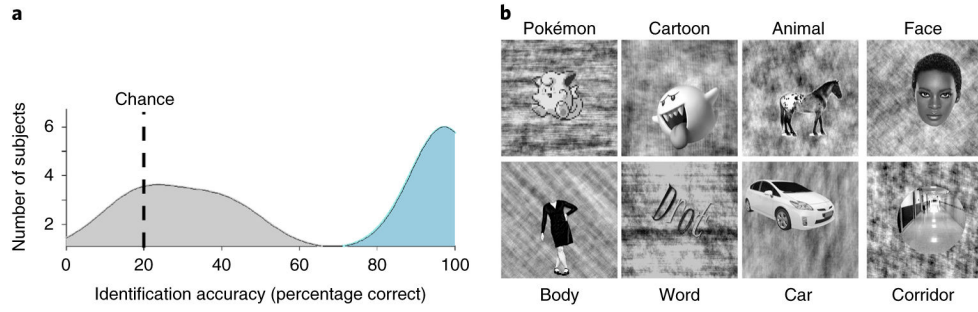 a
Number of subjects
6
4
2
Chance
0 20 40 60 80 100
Identification accuracy (percentage correct)
b
Pokémon Cartoon Animal Face
Drot
Body Word Car Corridor